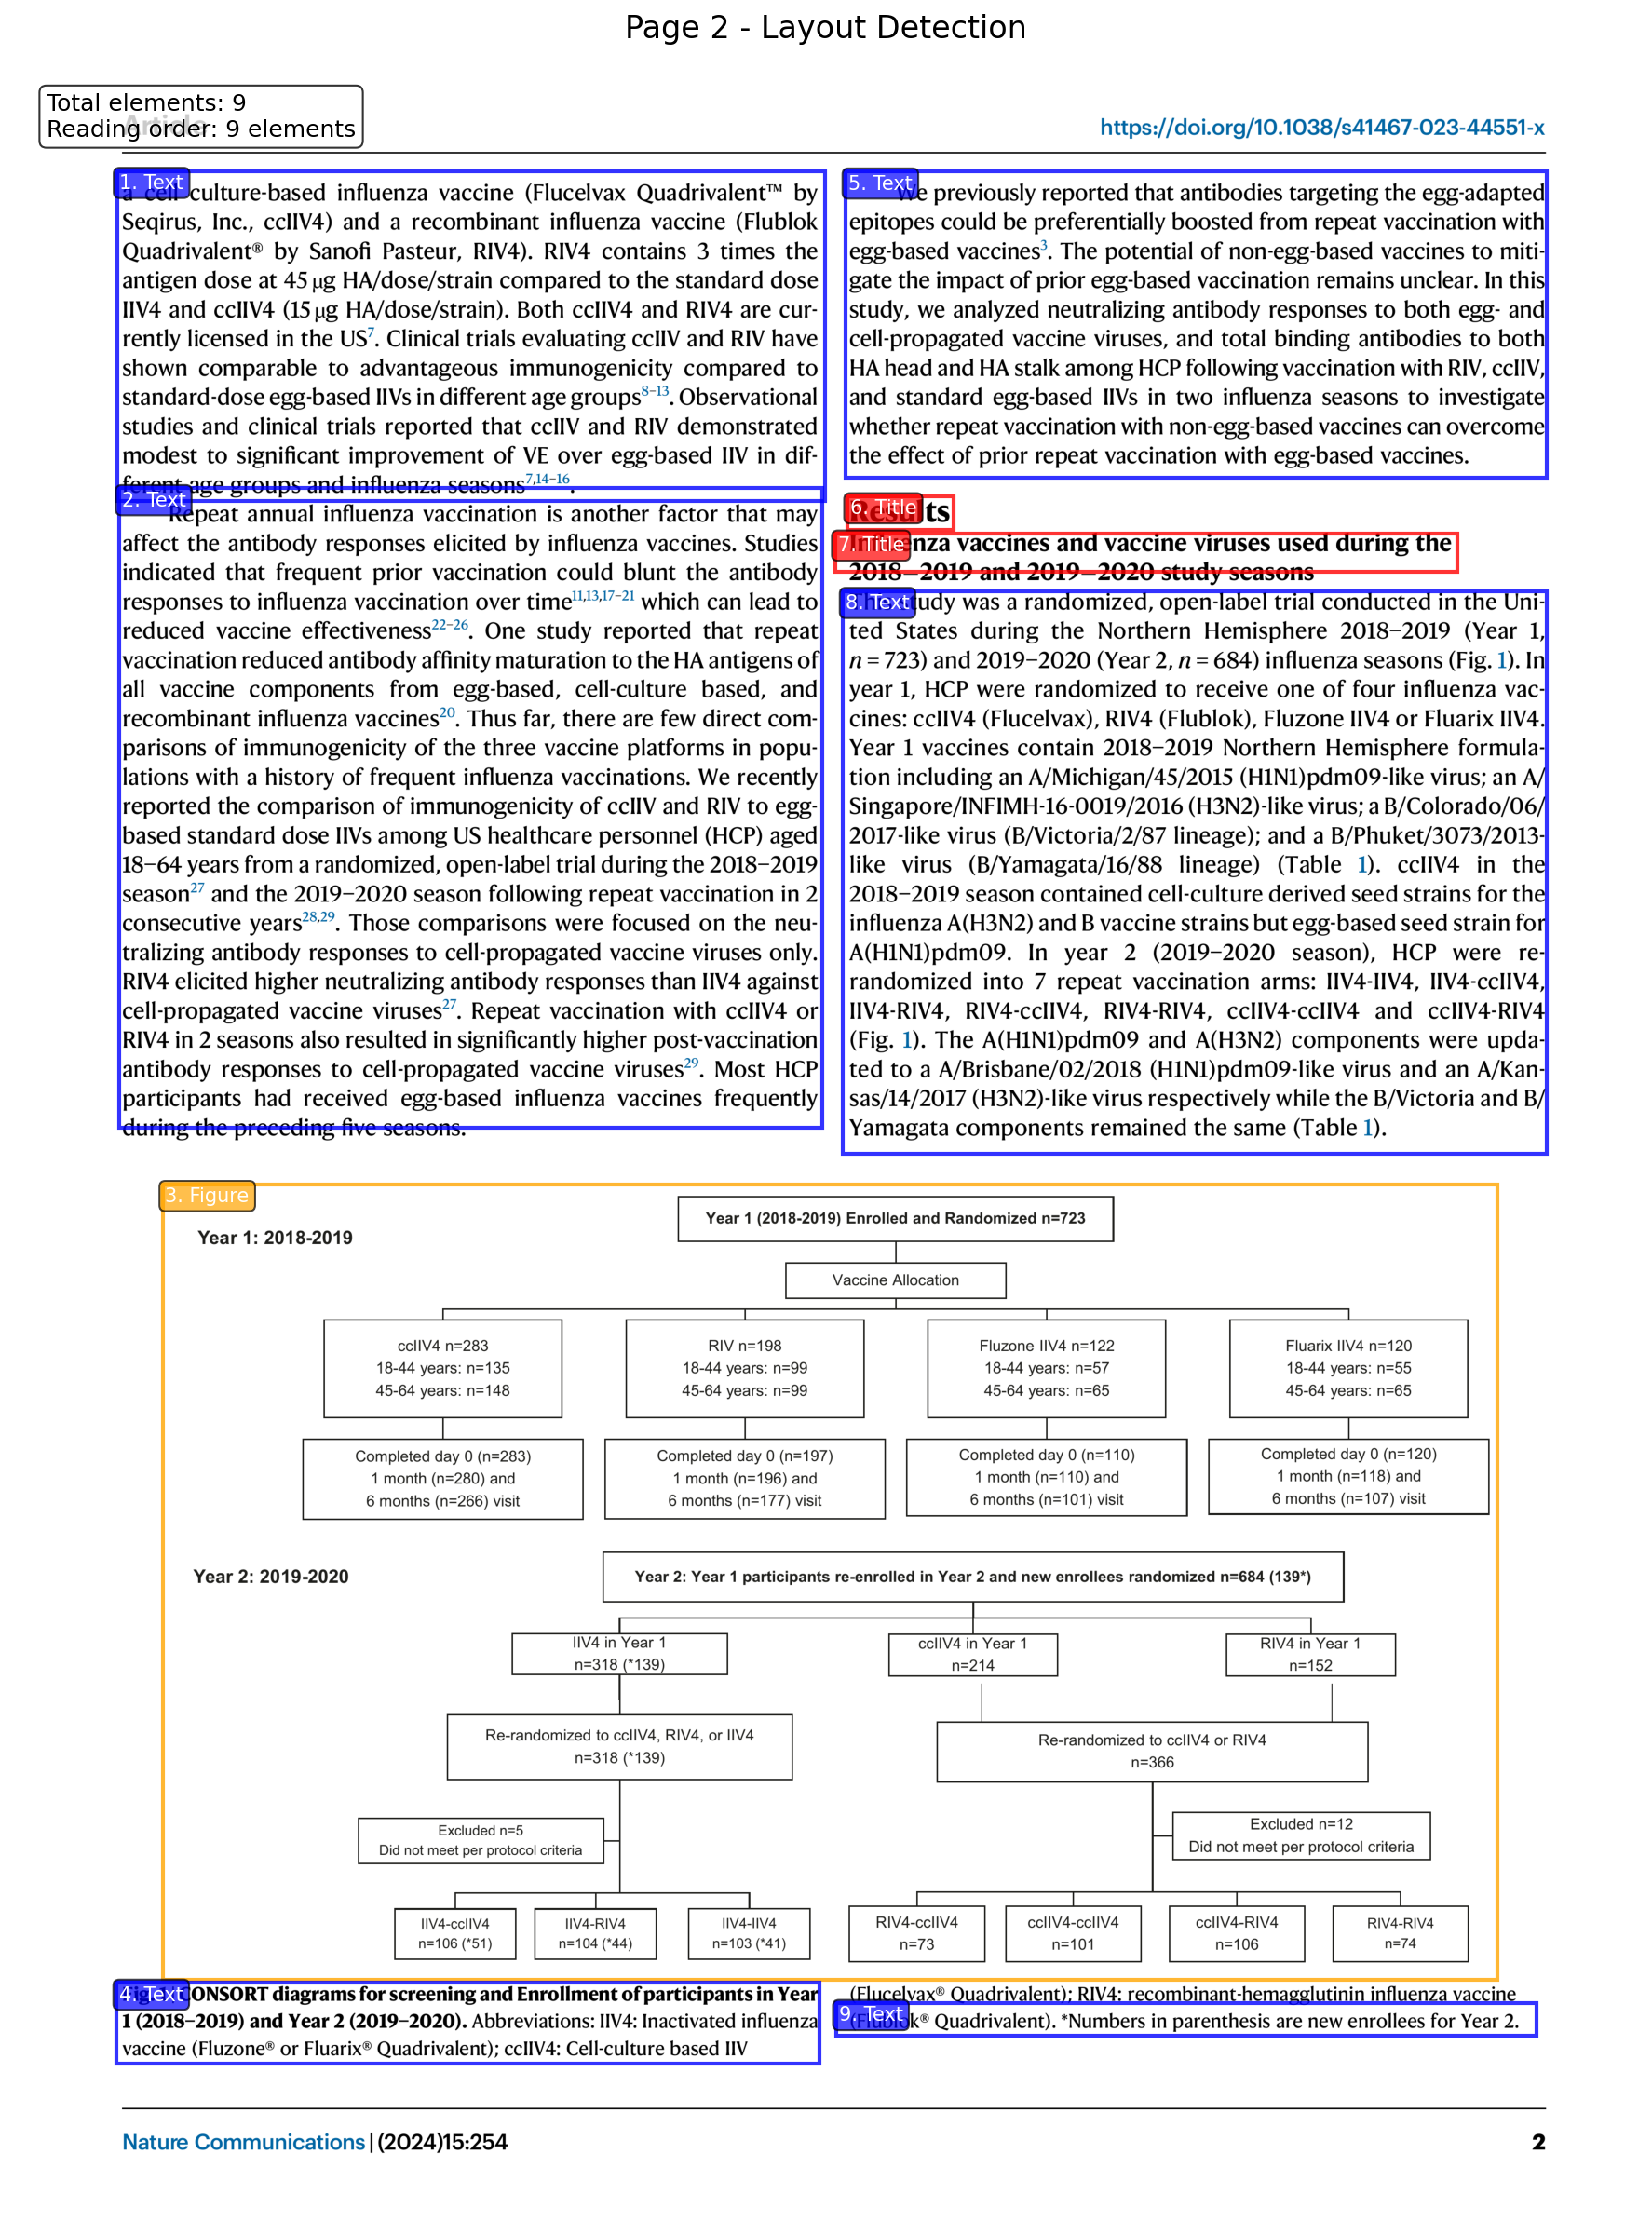 Page 2 - Layout Detection
Total elements: 9
Reading order: 9 elements
Article
https://doi.org/10.1038/s41467-023-44551-x
1. Text
a cell culture-based influenza vaccine (Flucelvax Quadrivalent™ by
Seqirus, Inc., ccIIV4) and a recombinant influenza vaccine (Flublok
Quadrivalent® by Sanofi Pasteur, RIV4). RIV4 contains 3 times the
antigen dose at 45 μg HA/dose/strain compared to the standard dose
IIV4 and ccIIV4 (15 μg HA/dose/strain). Both ccIIV4 and RIV4 are cur-
rently licensed in the US7. Clinical trials evaluating ccIIV and RIV have
shown comparable to advantageous immunogenicity compared to
standard-dose egg-based IIVs in different age groups8–13. Observational
studies and clinical trials reported that ccIIV and RIV demonstrated
modest to significant improvement of VE over egg-based IIV in dif-
ferent age groups and influenza seasons7,14–16.
2. Text
Repeat annual influenza vaccination is another factor that may
affect the antibody responses elicited by influenza vaccines. Studies
indicated that frequent prior vaccination could blunt the antibody
responses to influenza vaccination over time11,13,17–21 which can lead to
reduced vaccine effectiveness22–26. One study reported that repeat
vaccination reduced antibody affinity maturation to the HA antigens of
all vaccine components from egg-based, cell-culture based, and
recombinant influenza vaccines20. Thus far, there are few direct com-
parisons of immunogenicity of the three vaccine platforms in popu-
lations with a history of frequent influenza vaccinations. We recently
reported the comparison of immunogenicity of ccIIV and RIV to egg-
based standard dose IIVs among US healthcare personnel (HCP) aged
18–64 years from a randomized, open-label trial during the 2018–2019
season27 and the 2019–2020 season following repeat vaccination in 2
consecutive years28,29. Those comparisons were focused on the neu-
tralizing antibody responses to cell-propagated vaccine viruses only.
RIV4 elicited higher neutralizing antibody responses than IIV4 against
cell-propagated vaccine viruses27. Repeat vaccination with ccIIV4 or
RIV4 in 2 seasons also resulted in significantly higher post-vaccination
antibody responses to cell-propagated vaccine viruses29. Most HCP
participants had received egg-based influenza vaccines frequently
during the preceding five seasons.
5. Text
We previously reported that antibodies targeting the egg-adapted
epitopes could be preferentially boosted from repeat vaccination with
egg-based vaccines3. The potential of non-egg-based vaccines to miti-
gate the impact of prior egg-based vaccination remains unclear. In this
study, we analyzed neutralizing antibody responses to both egg- and
cell-propagated vaccine viruses, and total binding antibodies to both
HA head and HA stalk among HCP following vaccination with RIV, ccIIV,
and standard egg-based IIVs in two influenza seasons to investigate
whether repeat vaccination with non-egg-based vaccines can overcome
the effect of prior repeat vaccination with egg-based vaccines.
6. Title
Results
7. Title
Influenza vaccines and vaccine viruses used during the
2018–2019 and 2019–2020 study seasons
8. Text
The study was a randomized, open-label trial conducted in the Uni-
ted States during the Northern Hemisphere 2018–2019 (Year 1,
n = 723) and 2019–2020 (Year 2, n = 684) influenza seasons (Fig. 1). In
year 1, HCP were randomized to receive one of four influenza vac-
cines: ccIIV4 (Flucelvax), RIV4 (Flublok), Fluzone IIV4 or Fluarix IIV4.
Year 1 vaccines contain 2018–2019 Northern Hemisphere formula-
tion including an A/Michigan/45/2015 (H1N1)pdm09-like virus; an A/
Singapore/INFIMH-16-0019/2016 (H3N2)-like virus; a B/Colorado/06/
2017-like virus (B/Victoria/2/87 lineage); and a B/Phuket/3073/2013-
like virus (B/Yamagata/16/88 lineage) (Table 1). ccIIV4 in the
2018–2019 season contained cell-culture derived seed strains for the
influenza A(H3N2) and B vaccine strains but egg-based seed strain for
A(H1N1)pdm09. In year 2 (2019–2020 season), HCP were re-
randomized into 7 repeat vaccination arms: IIV4-IIV4, IIV4-ccIIV4,
IIV4-RIV4, RIV4-ccIIV4, RIV4-RIV4, ccIIV4-ccIIV4 and ccIIV4-RIV4
(Fig. 1). The A(H1N1)pdm09 and A(H3N2) components were upda-
ted to a A/Brisbane/02/2018 (H1N1)pdm09-like virus and an A/Kan-
sas/14/2017 (H3N2)-like virus respectively while the B/Victoria and B/
Yamagata components remained the same (Table 1).
3. Figure
Year 1: 2018-2019
Year 1 (2018-2019) Enrolled and Randomized n=723
Vaccine Allocation
ccIIV4 n=283
18-44 years: n=135
45-64 years: n=148
RIV n=198
18-44 years: n=99
45-64 years: n=99
Fluzone IIV4 n=122
18-44 years: n=57
45-64 years: n=65
Fluarix IIV4 n=120
18-44 years: n=55
45-64 years: n=65
Completed day 0 (n=283)
1 month (n=280) and
6 months (n=266) visit
Completed day 0 (n=197)
1 month (n=196) and
6 months (n=177) visit
Completed day 0 (n=110)
1 month (n=110) and
6 months (n=101) visit
Completed day 0 (n=120)
1 month (n=118) and
6 months (n=107) visit
Year 2: 2019-2020
Year 2: Year 1 participants re-enrolled in Year 2 and new enrollees randomized n=684 (139*)
IIV4 in Year 1
n=318 (*139)
ccIIV4 in Year 1
n=214
RIV4 in Year 1
n=152
Re-randomized to ccIIV4, RIV4, or IIV4
n=318 (*139)
Re-randomized to ccIIV4 or RIV4
n=366
Excluded n=5
Did not meet per protocol criteria
Excluded n=12
Did not meet per protocol criteria
IIV4-ccIIV4
n=106 (*51)
IIV4-RIV4
n=104 (*44)
IIV4-IIV4
n=103 (*41)
RIV4-ccIIV4
n=73
ccIIV4-ccIIV4
n=101
ccIIV4-RIV4
n=106
RIV4-RIV4
n=74
4. Text
CONSORT diagrams for screening and Enrollment of participants in Year
1 (2018–2019) and Year 2 (2019–2020). Abbreviations: IIV4: Inactivated influenza
vaccine (Fluzone® or Fluarix® Quadrivalent); ccIIV4: Cell-culture based IIV
(Flucelvax® Quadrivalent); RIV4: recombinant-hemagglutinin influenza vaccine
9. Text
(Flublok® Quadrivalent). *Numbers in parenthesis are new enrollees for Year 2.
Nature Communications | (2024)15:254
2